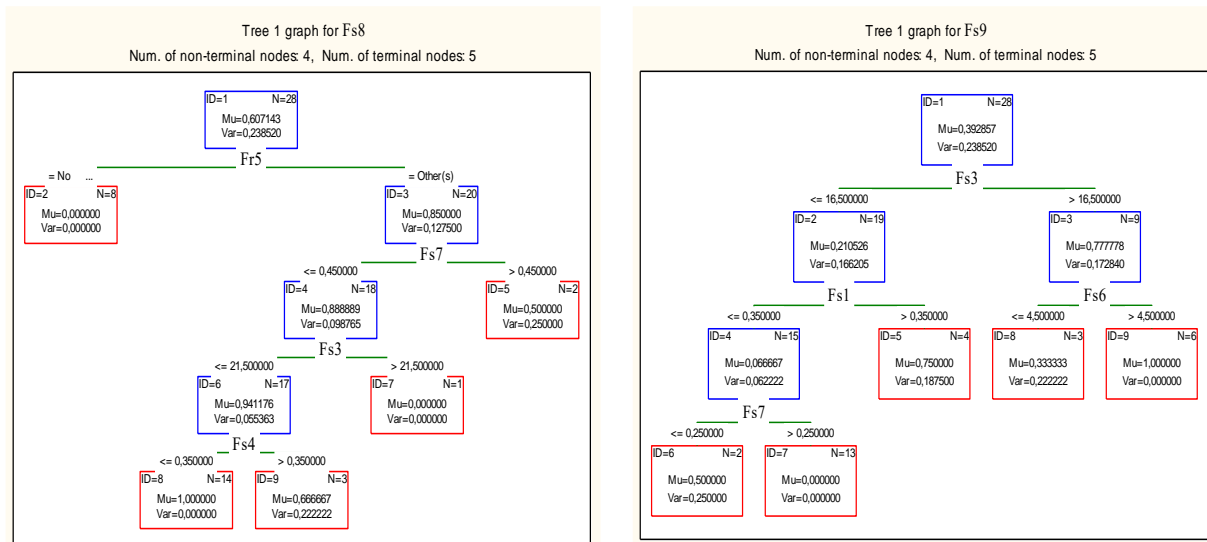 Tree 1 graph for Fs8
Num. of non-terminal nodes: 4, Num. of terminal nodes: 5
ID=1 N=28
Mu=0,607143
Var=0,238520
Fr5
= No ... = Other(s)
ID=2 N=8
Mu=0,000000
Var=0,000000
ID=3 N=20
Mu=0,850000
Var=0,127500
Fs7
<= 0,450000 > 0,450000
ID=4 N=18
Mu=0,888889
Var=0,098765
ID=5 N=2
Mu=0,500000
Var=0,250000
Fs3
<= 21,500000 > 21,500000
ID=6 N=17
Mu=0,941176
Var=0,055363
ID=7 N=1
Mu=0,000000
Var=0,000000
Fs4
<= 0,350000 > 0,350000
ID=8 N=14
Mu=1,000000
Var=0,000000
ID=9 N=3
Mu=0,666667
Var=0,222222
Tree 1 graph for Fs9
Num. of non-terminal nodes: 4, Num. of terminal nodes: 5
ID=1 N=28
Mu=0,392857
Var=0,238520
Fs3
<= 16,500000 > 16,500000
ID=2 N=19
Mu=0,210526
Var=0,166205
ID=3 N=9
Mu=0,777778
Var=0,172840
Fs1 Fs6
<= 0,350000 > 0,350000 <= 4,500000 > 4,500000
ID=4 N=15
Mu=0,066667
Var=0,062222
ID=5 N=4
Mu=0,750000
Var=0,187500
ID=8 N=3
Mu=0,333333
Var=0,222222
ID=9 N=6
Mu=1,000000
Var=0,000000
Fs7
<= 0,250000 > 0,250000
ID=6 N=2
Mu=0,500000
Var=0,250000
ID=7 N=13
Mu=0,000000
Var=0,000000